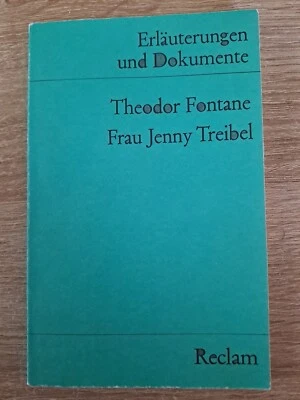 Erläuterungen
und Dokumente
Theodor Fontane
Frau Jenny Treibel
Reclam